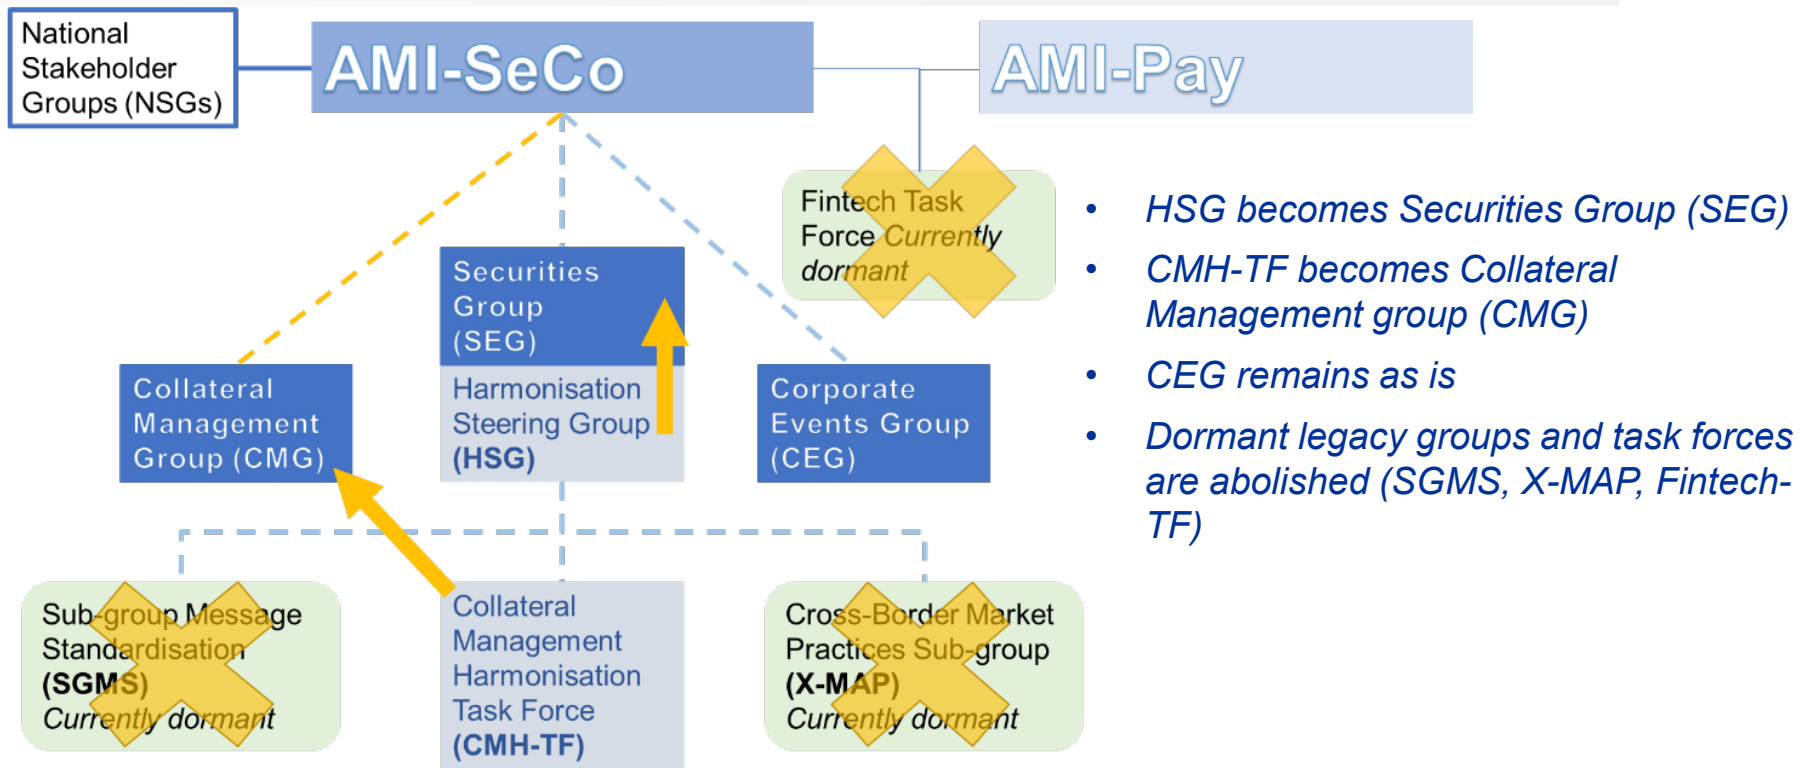 National
Stakeholder
Groups (NSGs)
AMI-SeCo
AMI-Pay
Fintech Task
Force Currently
dormant
Securities
Group
(SEG)
Harmonisation
Steering Group
(HSG)
Collateral
Management
Group (CMG)
Corporate
Events Group
(CEG)
Sub-group Message
Standardisation
(SGMS)
Currently dormant
Collateral
Management
Harmonisation
Task Force
(CMH-TF)
Cross-Border Market
Practices Sub-group
(X-MAP)
Currently dormant
• HSG becomes Securities Group (SEG)
• CMH-TF becomes Collateral
Management group (CMG)
• CEG remains as is
• Dormant legacy groups and task forces
are abolished (SGMS, X-MAP, Fintech-
TF)